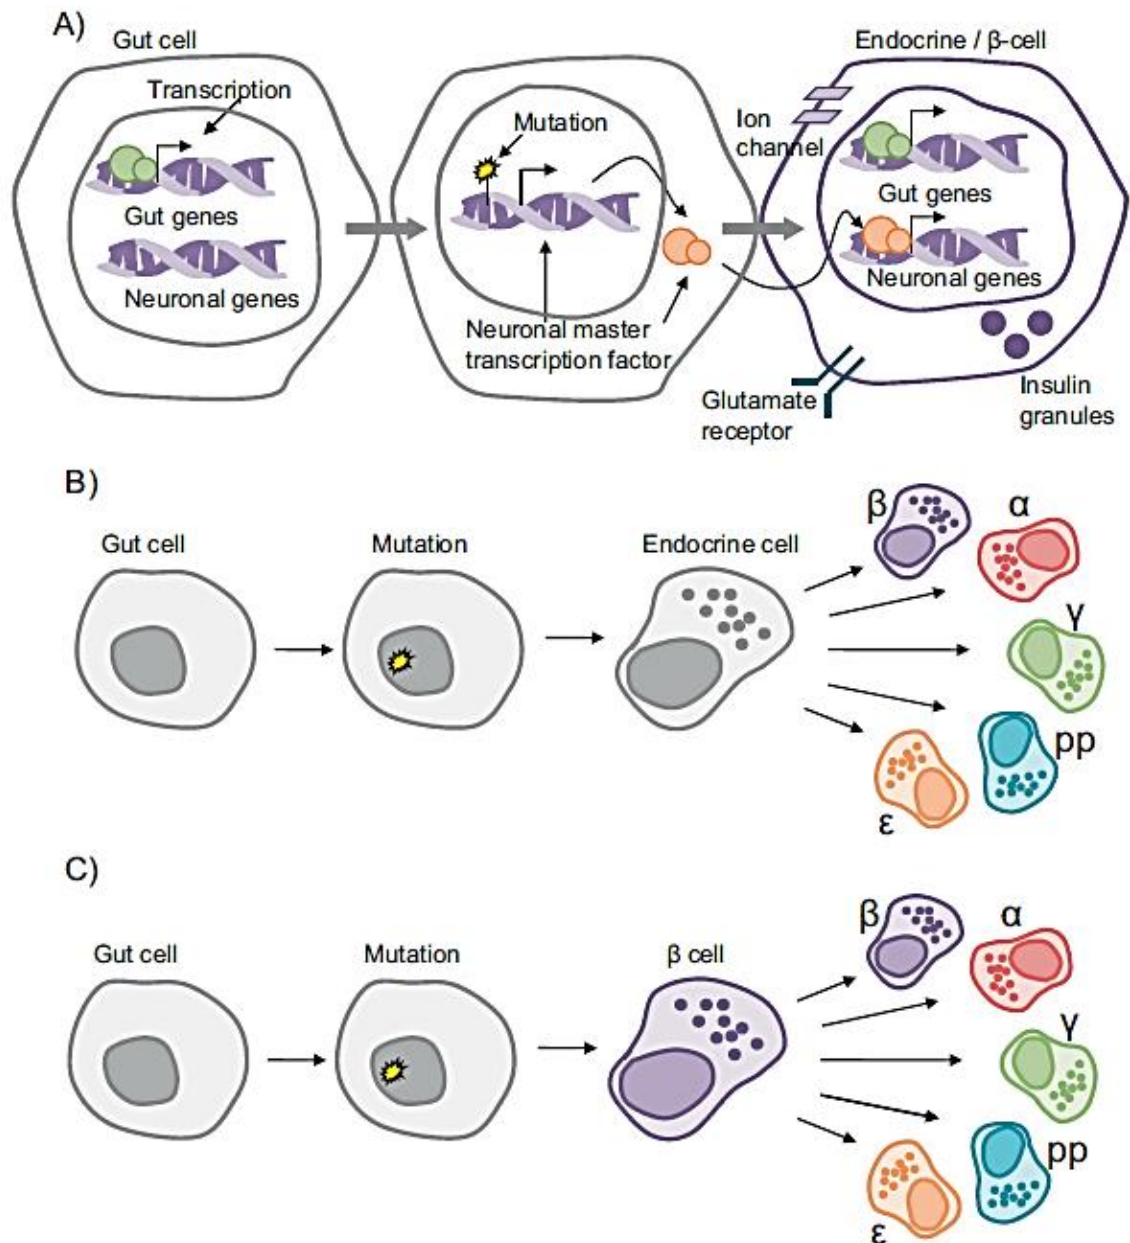 A)
Gut cell
Transcription
Gut genes
Neuronal genes
Mutation
Neuronal master
transcription factor
Endocrine / β-cell
Ion
channel
Gut genes
Neuronal genes
Glutamate
receptor
Insulin
granules
B)
Gut cell
Mutation
Endocrine cell
β
α
γ
pp
ε
C)
Gut cell
Mutation
β cell
β
α
γ
pp
ε